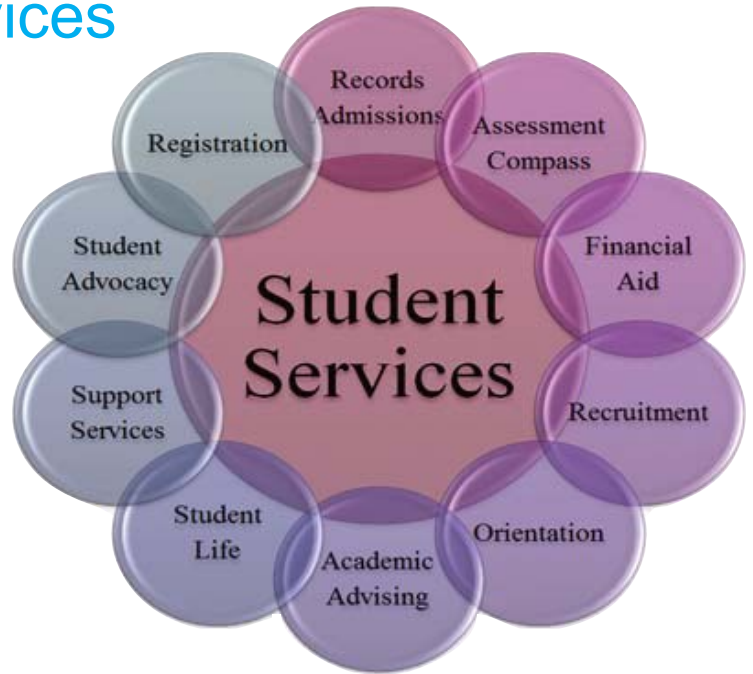 vices
Records
Admissions
Assessment
Compass
Financial
Aid
Recruitment
Orientation
Academic
Advising
Student
Life
Support
Services
Student
Advocacy
Registration
Student
Services